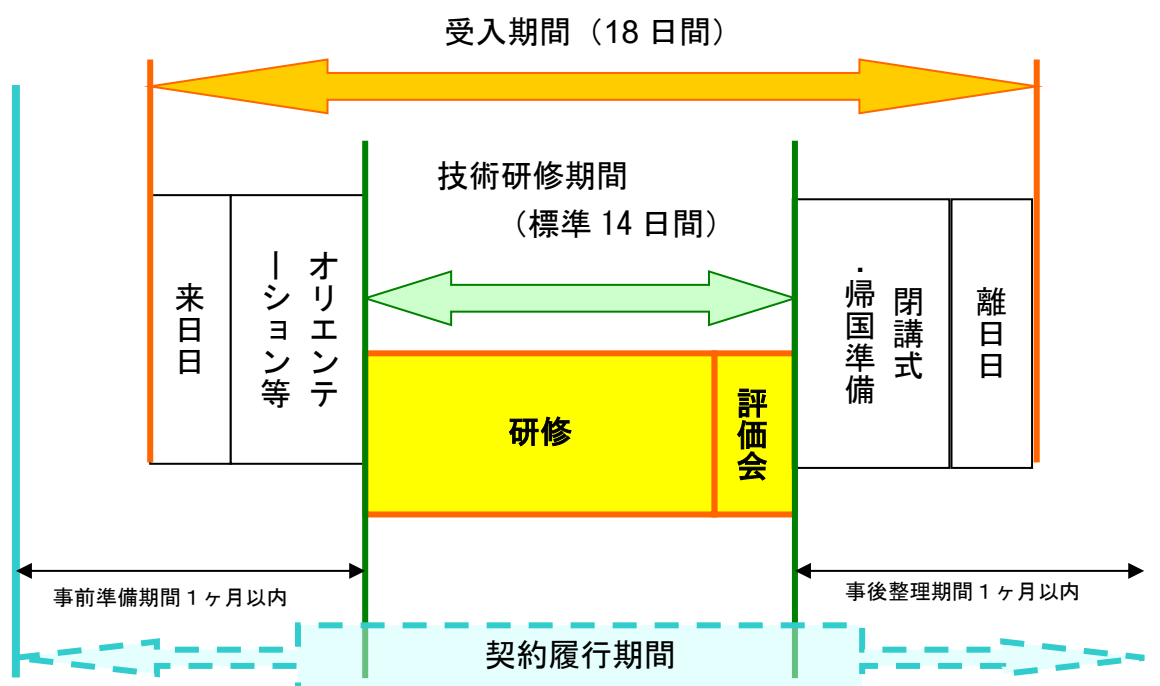 受入期間（18 日間）
技術研修期間
（標準 14 日間）
来日日
オリエンテ
ーション等
研修
評価会
閉講式
・帰国準備
離日日
事前準備期間１ヶ月以内
事後整理期間１ヶ月以内
契約履行期間